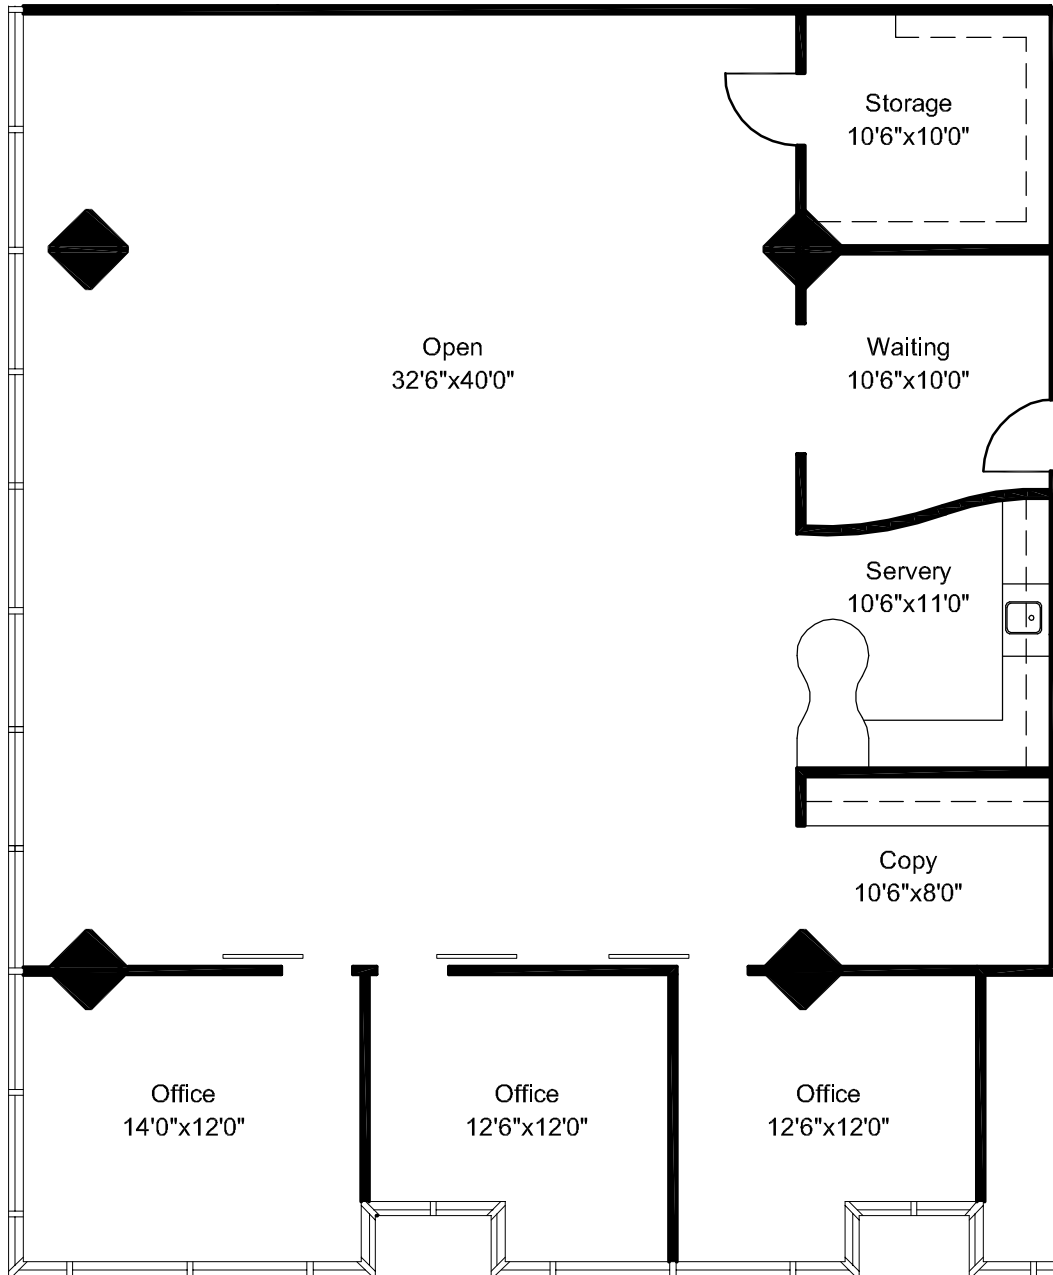 Storage
10'6"x10'0"
Open
32'6"x40'0"
Waiting
10'6"x10'0"
Servery
10'6"x11'0"
Copy
10'6"x8'0"
Office
14'0"x12'0"
Office
12'6"x12'0"
Office
12'6"x12'0"